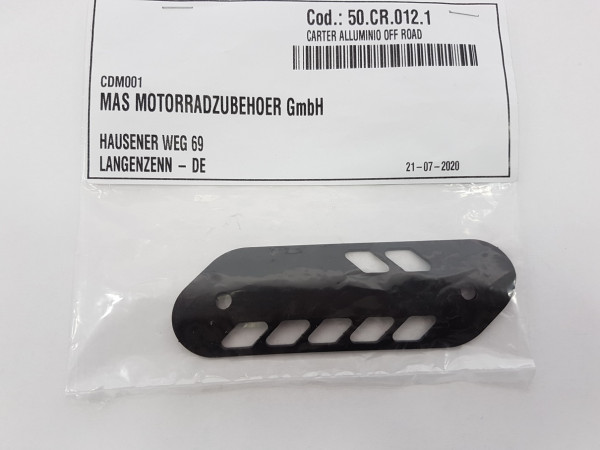 Cod.: 50.CR.012.1
CARTER ALLUMINIO OFF ROAD
CDM001
MAS MOTORRADZUBEHOER GmbH
HAUSENER WEG 69
LANGENZENN - DE
21-07-2020